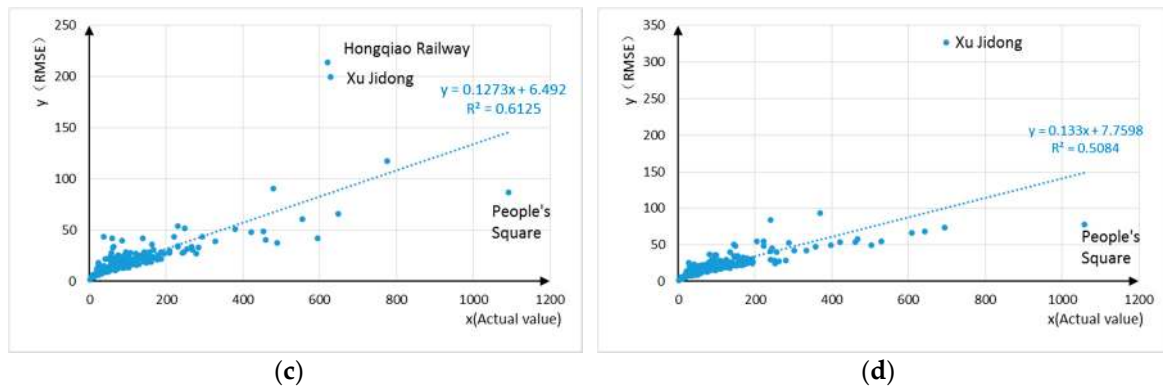 250
200
150
100
50
0
y (RMSE)
Hongqiao Railway
Xu Jidong
y = 0.1273x + 6.492
R² = 0.6125
People's
Square
0 200 400 600 800 1000 1200
x(Actual value)
(c)
350
300
250
200
150
100
50
0
y (RMSE)
Xu Jidong
y = 0.133x + 7.7598
R² = 0.5084
People's
Square
0 200 400 600 800 1000 1200
x(Actual value)
(d)